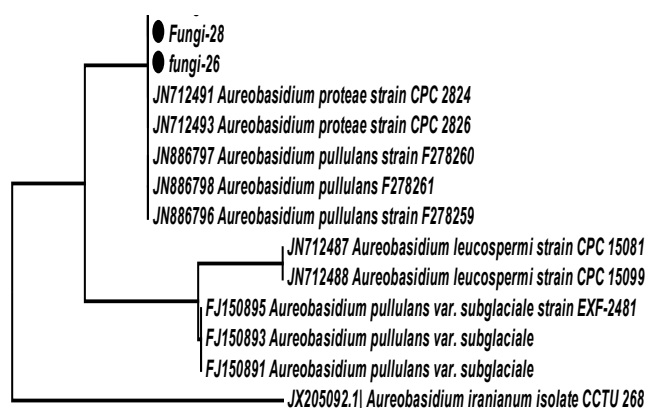 Fungi-28
fungi-26
JN712491 Aureobasidium proteae strain CPC 2824
JN712493 Aureobasidium proteae strain CPC 2826
JN886797 Aureobasidium pullulans strain F278260
JN886798 Aureobasidium pullulans F278261
JN886796 Aureobasidium pullulans strain F278259
JN712487 Aureobasidium leucospermi strain CPC 15081
JN712488 Aureobasidium leucospermi strain CPC 15099
FJ150895 Aureobasidium pullulans var. subglaciale strain EXF-2481
FJ150893 Aureobasidium pullulans var. subglaciale
FJ150891 Aureobasidium pullulans var. subglaciale
JX205092.1| Aureobasidium iranianum isolate CCTU 268